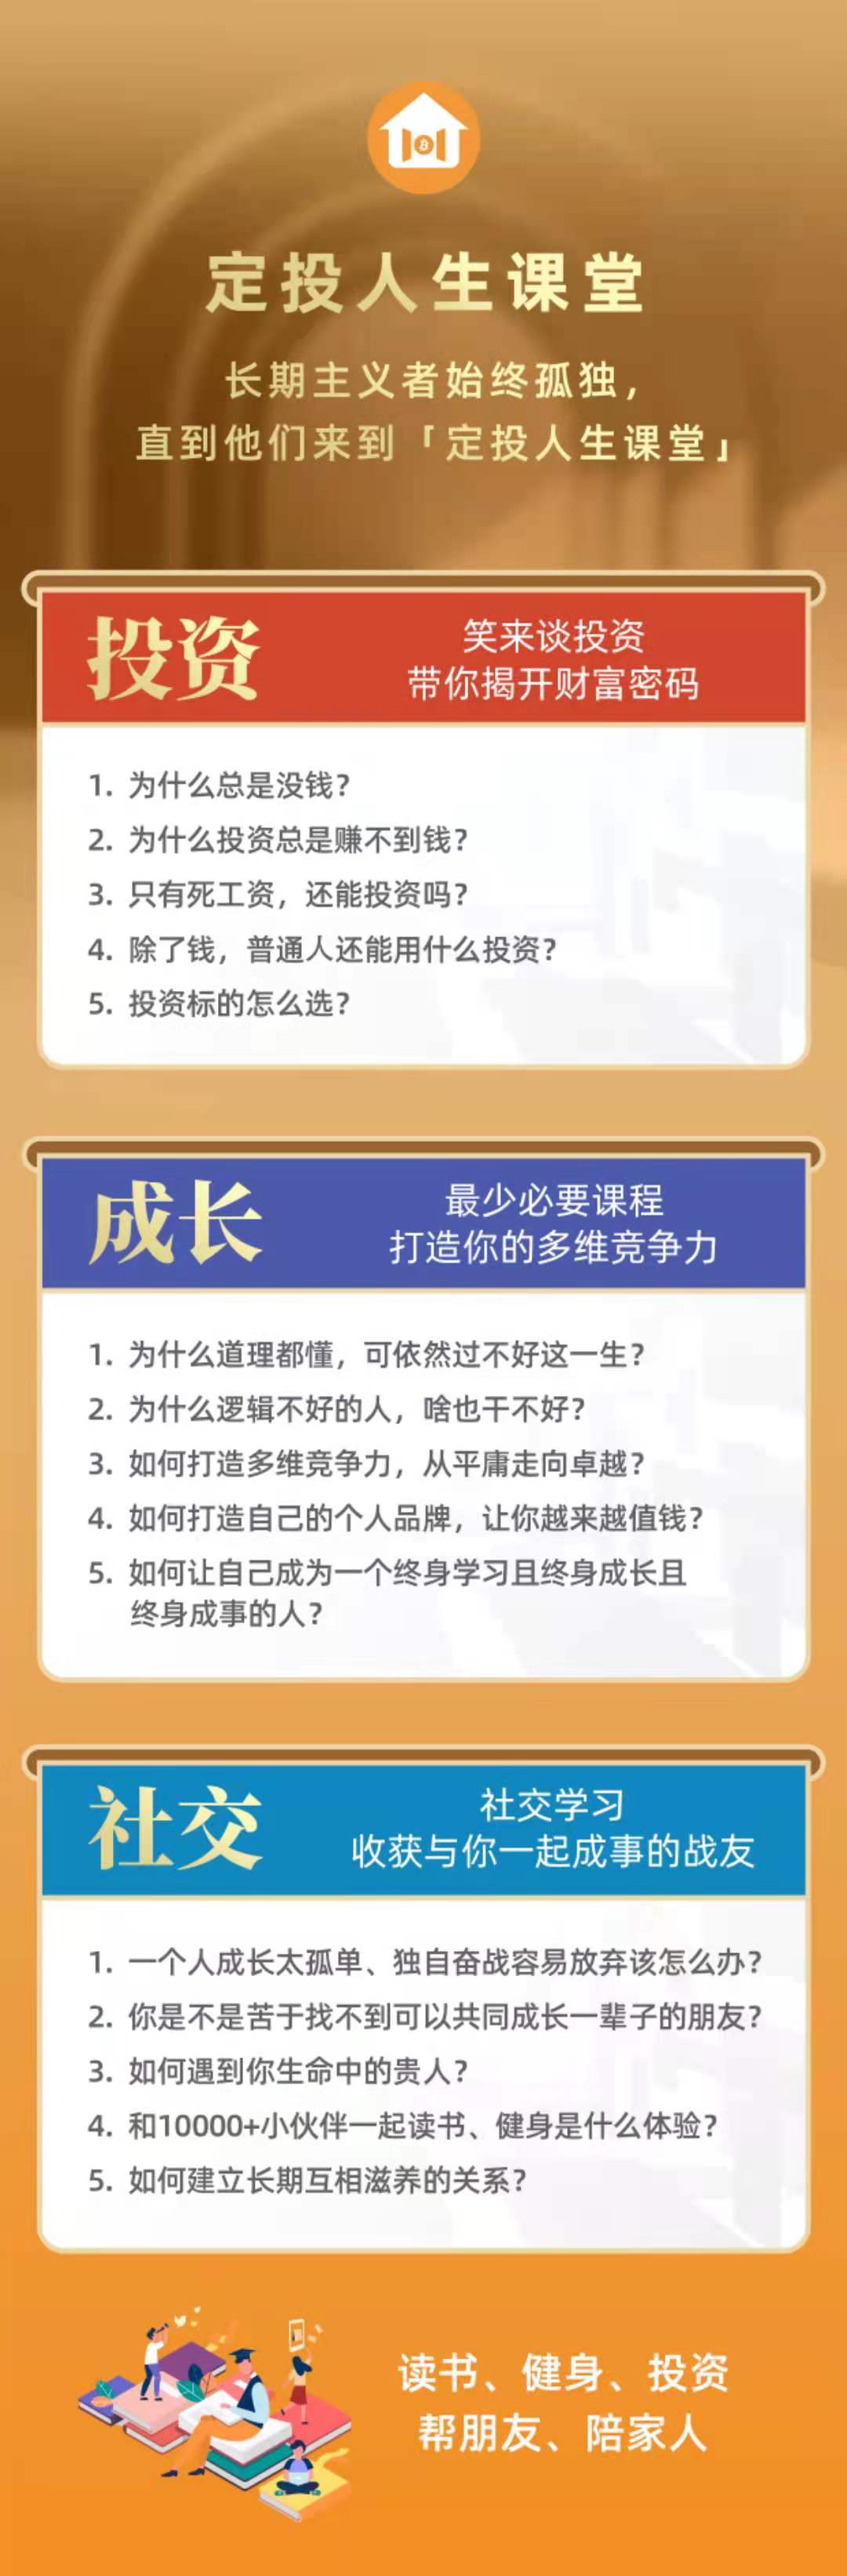 定投人生课堂
长期主义者始终孤独，
直到他们来到「定投人生课堂」
投资
笑来谈投资
带你揭开财富密码
1. 为什么总是没钱？
2. 为什么投资总是赚不到钱？
3. 只有死工资，还能投资吗？
4. 除了钱，普通人还能用什么投资？
5. 投资标的怎么选？
成长
最少必要课程
打造你的多维竞争力
1. 为什么道理都懂，可依然过不好这一生？
2. 为什么逻辑不好的人，啥也干不好？
3. 如何打造多维竞争力，从平庸走向卓越？
4. 如何打造自己的个人品牌，让你越来越值钱？
5. 如何让自己成为一个终身学习且终身成长且
终身成事的人？
社交
社交学习
收获与你一起成事的战友
1. 一个人成长太孤单、独自奋战容易放弃该怎么办？
2. 你是不是苦于找不到可以共同成长一辈子的朋友？
3. 如何遇到你生命中的贵人？
4. 和10000+小伙伴一起读书、健身是什么体验？
5. 如何建立长期互相滋养的关系？
读书、健身、投资
帮朋友、陪家人